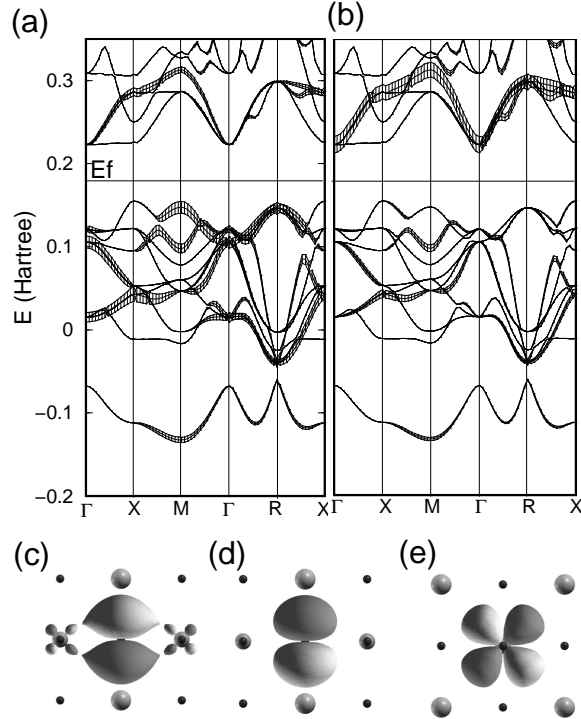 (a) (b)
0.3
0.2
Ef
0.1
0
−0.1
−0.2
E (Hartree)
Γ X M Γ R X Γ X M Γ R X
(c) (d) (e)